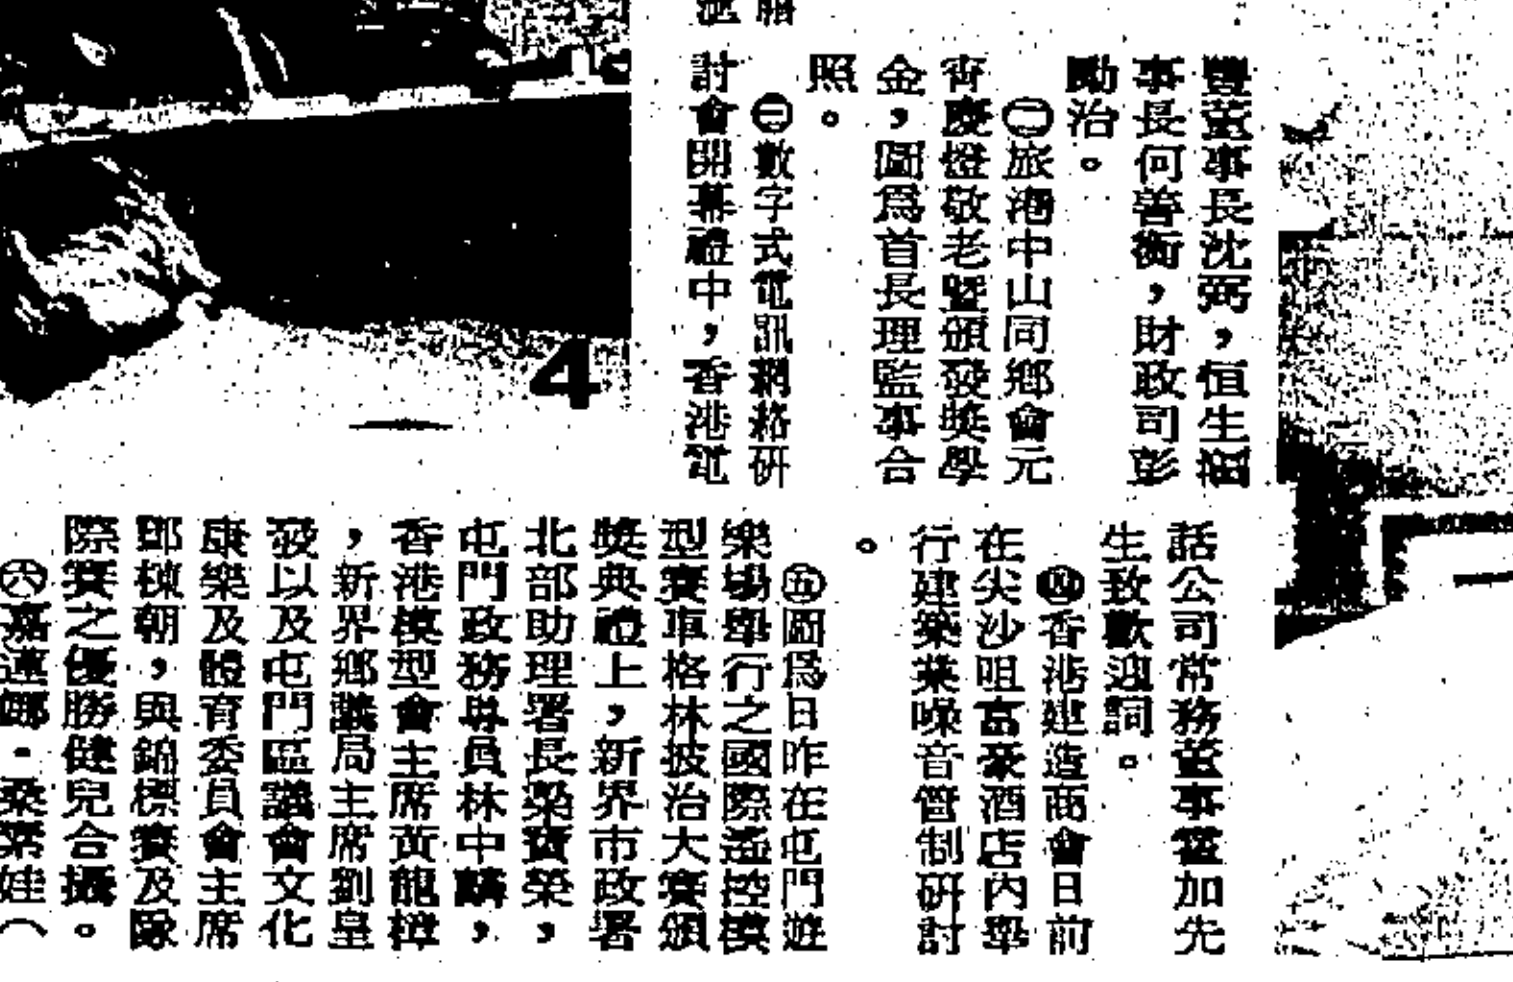 豐董事長沈弼，恒生銀
事長何善衡，財政司彭
勵治。
㊁旅港中山同鄉會元
宵慶燈敬老暨頒發獎學
金，圖為首長理監事合
照。
㊂數字式電訊網絡研
討會開幕禮中，香港電
話公司常務董事霍加先
生致歡迎詞。
㊃香港建造商會日前
在尖沙咀富豪酒店內舉
行建築業噪音管制研討
。
㊄圖為日昨在屯門遊
樂場舉行之國際遙控模
型賽車格林披治大賽頒
獎典禮上，新界市政署
北部助理署長梁寶榮，
屯門政務專員林中麟，
香港模型會主席黃龍樟
，新界鄉議局主席劉皇
發以及屯門區議會文化
康樂及體育委員會主席
鄧棟朝，與錦標賽及隊
際賽之優勝健兒合攝。
㊅嘉蓮娜·桑蒂娃（
4